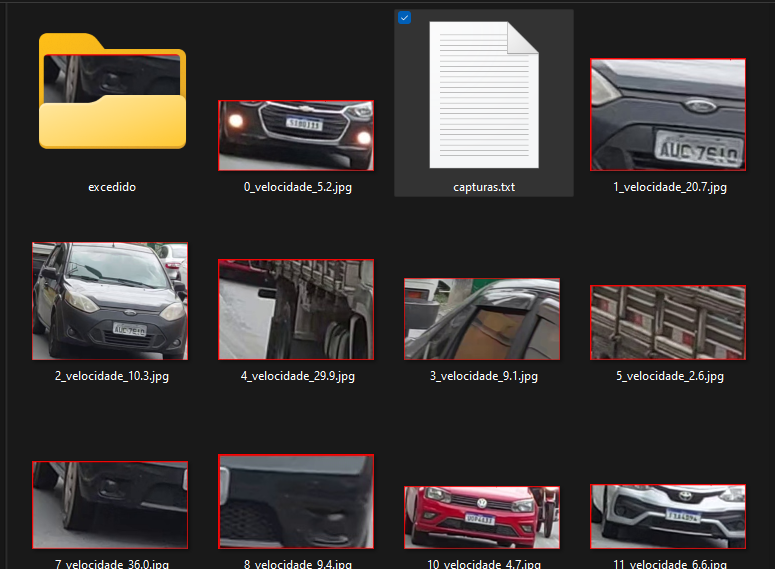 excedido
0_velocidade_5.2.jpg
capturas.txt
1_velocidade_20.7.jpg
2_velocidade_10.3.jpg
4_velocidade_29.9.jpg
3_velocidade_9.1.jpg
5_velocidade_2.6.jpg
7_velocidade_36.0.jpg
8_velocidade_9.4.jpg
10_velocidade_4.7.jpg
11_velocidade_6.6.jpg